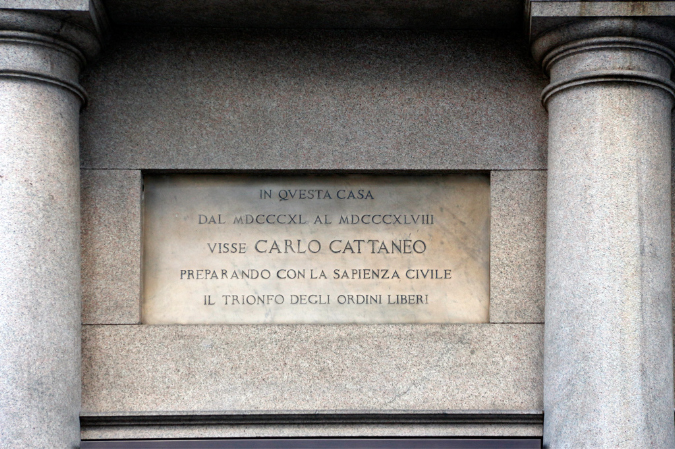 IN QVESTA CASA
DAL MDCCCXL AL MDCCCXLVIII
VISSE CARLO CATTANEO
PREPARANDO CON LA SAPIENZA CIVILE
IL TRIONFO DEGLI ORDINI LIBERI